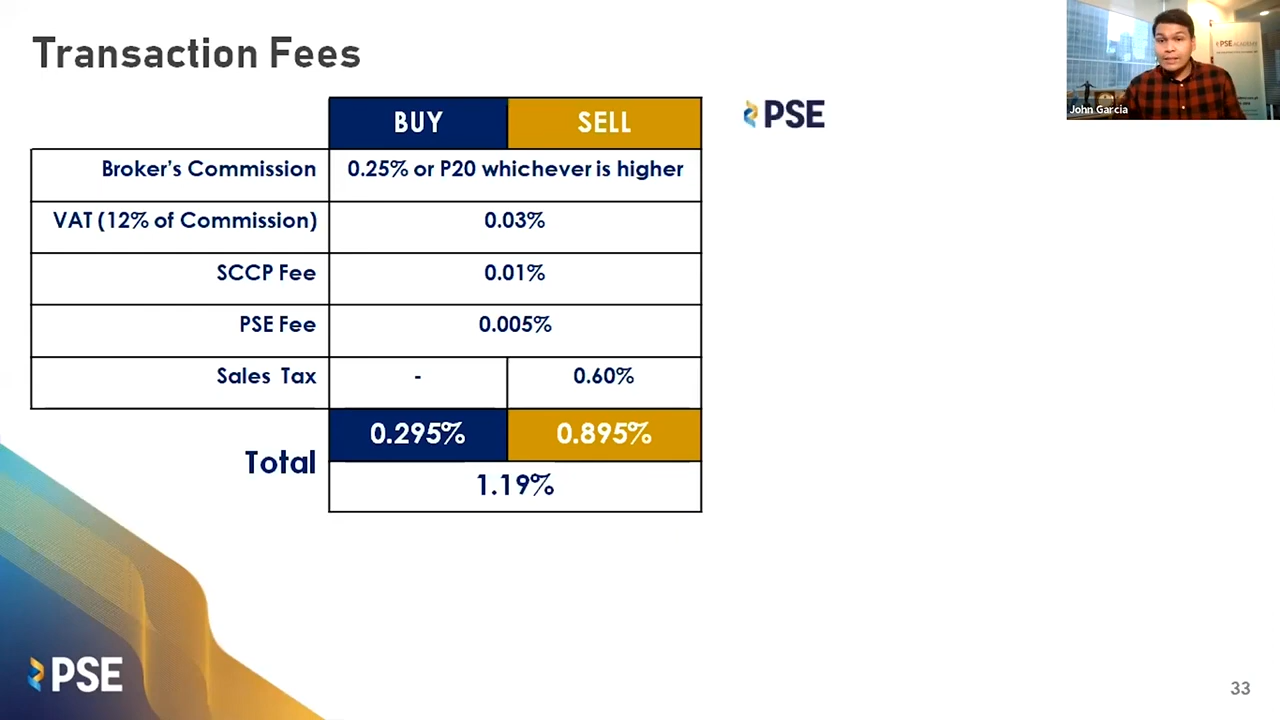 Transaction Fees
BUY SELL
Broker's Commission 0.25% or P20 whichever is higher
VAT (12% of Commission) 0.03%
SCCP Fee 0.01%
PSE Fee 0.005%
Sales Tax - 0.60%
Total 0.295% 0.895%
1.19%
PSE
PSE ACADEMY
John Garcia
PSE
33